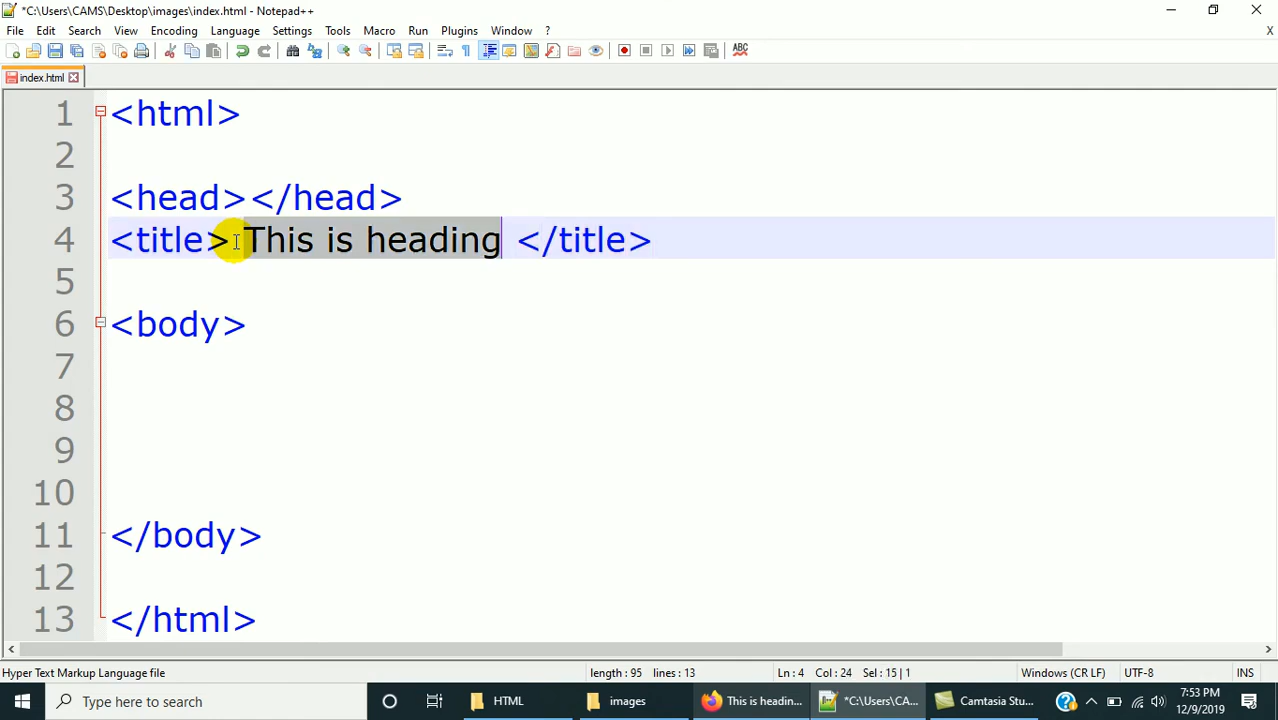 *C:\Users\CAMS\Desktop\images\index.html - Notepad++
File Edit Search View Encoding Language Settings Tools Macro Run Plugins Window ? X
index.html
1 <html>
2
3 <head></head>
4 <title> This is heading </title>
5
6 <body>
7
8
9
10
11 </body>
12
13 </html>
Hyper Text Markup Language file length : 95 lines : 13 Ln : 4 Col : 24 Sel : 15 | 1 Windows (CR LF) UTF-8 INS
Type here to search HTML images This is headin... *C:\Users\CA... Camtasia Stu... 7:53 PM
12/9/2019